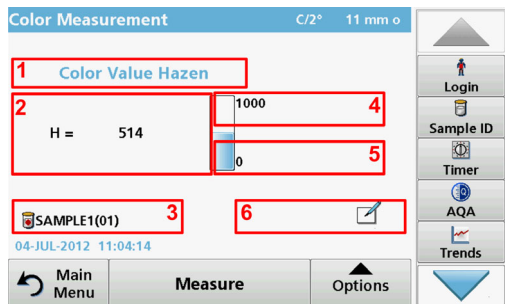 Color Measurement C/2° 11 mm o
1 Color Value Hazen
2 1000 4
H = 514
0 5
SAMPLE1(01) 3 6
04-JUL-2012 11:04:14
Main Menu
Measure
Options
Login
Sample ID
Timer
AQA
Trends